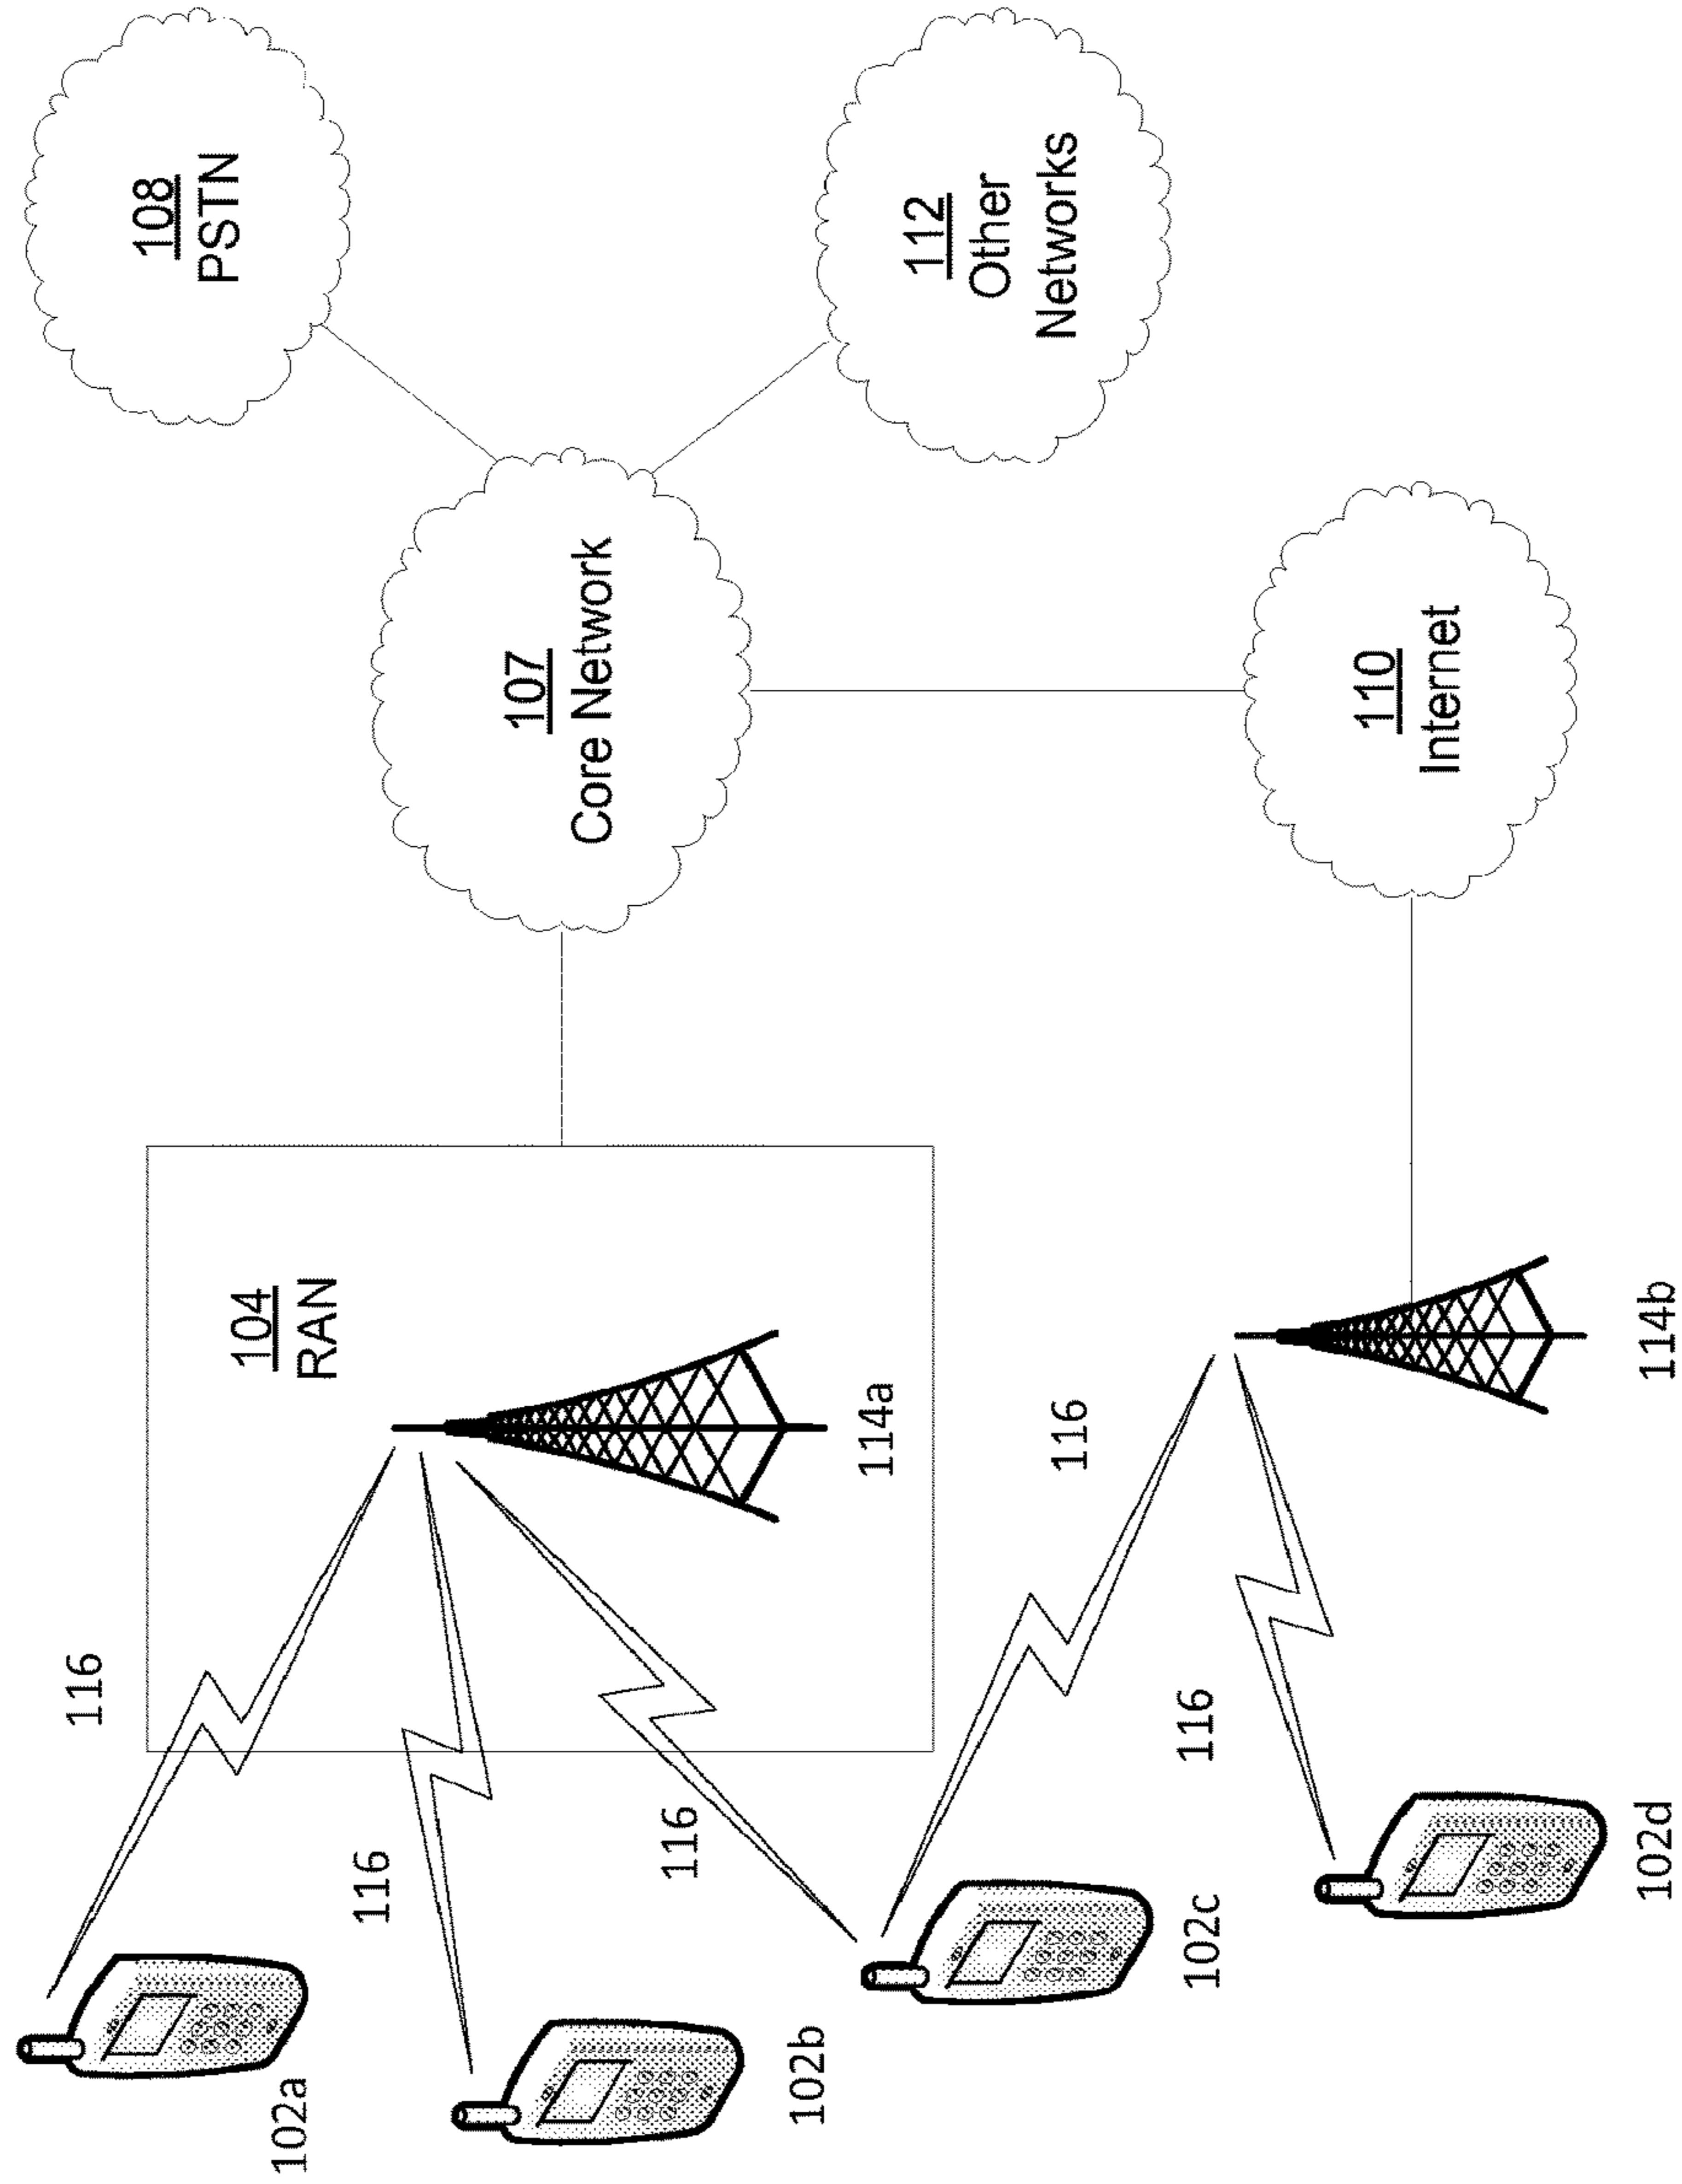 116
108
PSTN
104
RAN
102a
116
107
Core Network
116
102b
114a
112
Other
Networks
116
102c
116
110
Internet
102d
114b